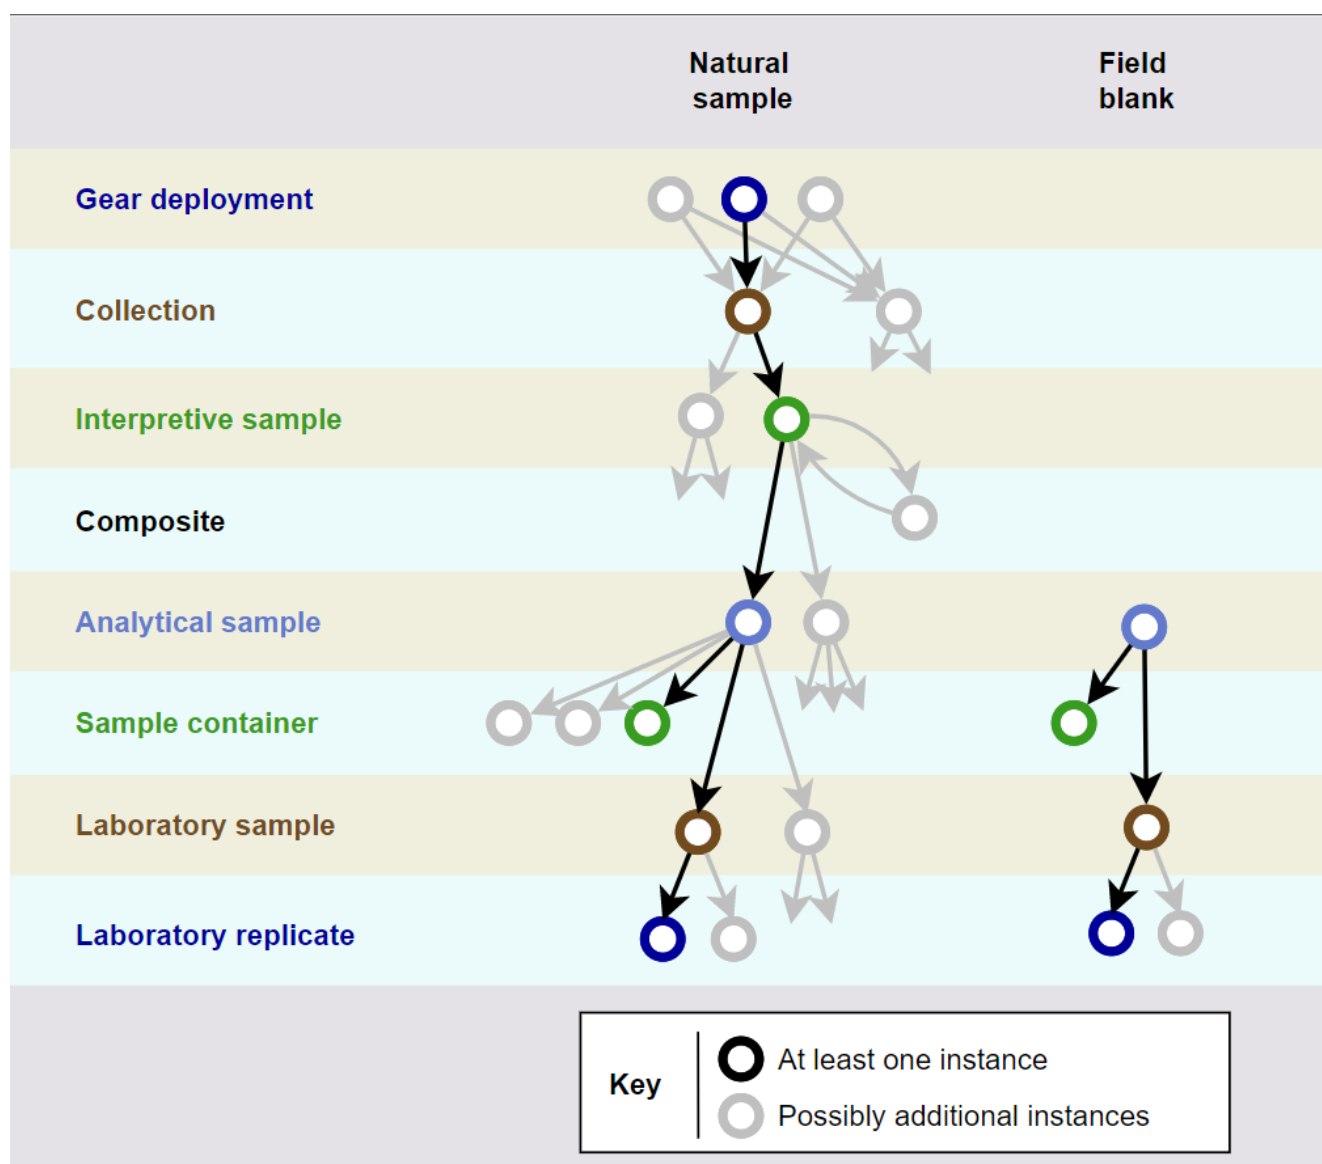 Natural
sample
Field
blank
Gear deployment
Collection
Interpretive sample
Composite
Analytical sample
Sample container
Laboratory sample
Laboratory replicate
Key
At least one instance
Possibly additional instances